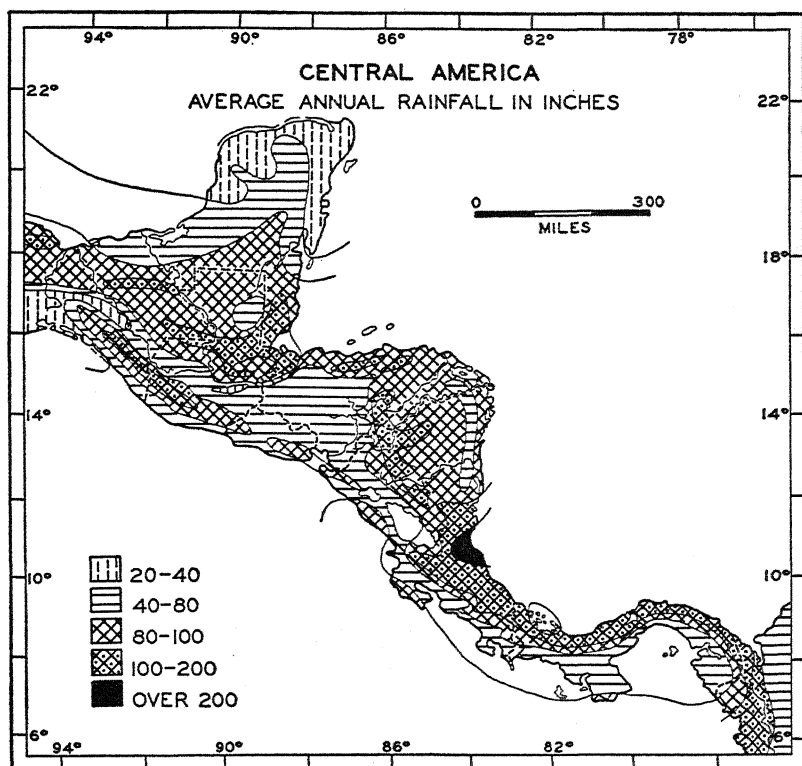 94° 90° 86° 82° 78°
CENTRAL AMERICA
AVERAGE ANNUAL RAINFALL IN INCHES
22° 22°
0 300
MILES
18° 18°
14° 14°
10° 10°
20-40
40-80
80-100
100-200
OVER 200
6° 6°
94° 90° 86° 82°